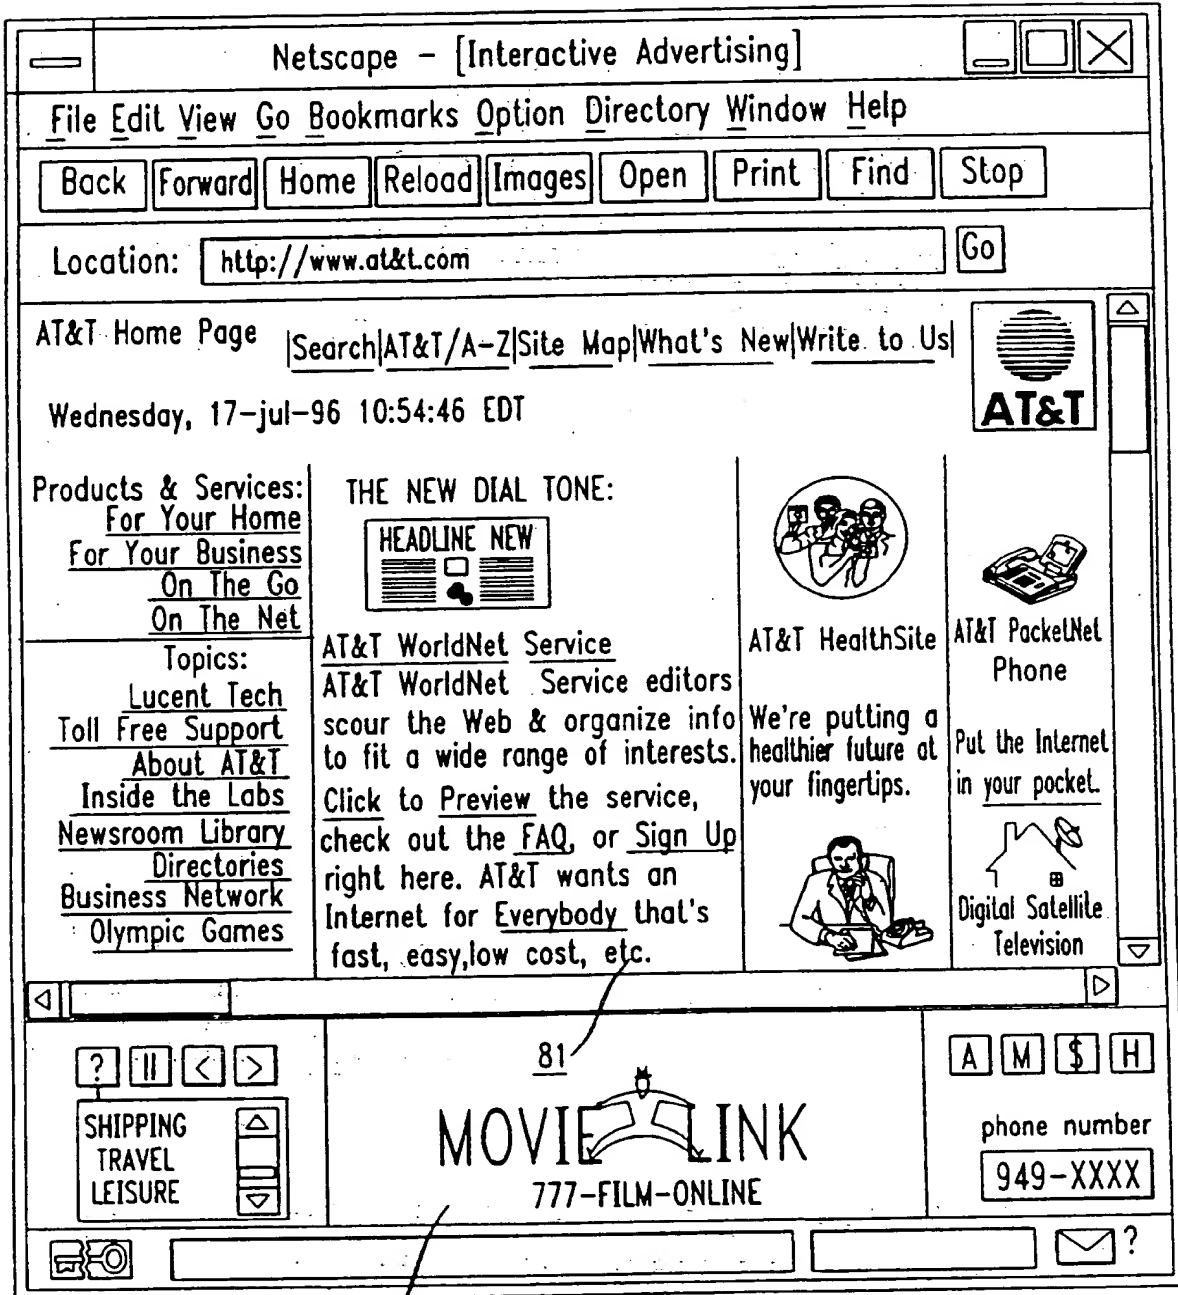 Netscape – [Interactive Advertising]
File Edit View Go Bookmarks Option Directory Window Help
Back Forward Home Reload Images Open Print Find Stop
Location: http://www.at&t.com Go
AT&T Home Page |Search|AT&T/A–Z|Site Map|What's New|Write to Us|
AT&T
Wednesday, 17–jul–96 10:54:46 EDT
Products & Services:
For Your Home
For Your Business
On The Go
On The Net
Topics:
Lucent Tech
Toll Free Support
About AT&T
Inside the Labs
Newsroom Library
Directories
Business Network
Olympic Games
THE NEW DIAL TONE:
HEADLINE NEW
AT&T WorldNet Service
AT&T WorldNet Service editors
scour the Web & organize info
to fit a wide range of interests.
Click to Preview the service,
check out the FAQ, or Sign Up
right here. AT&T wants an
Internet for Everybody that's
fast, easy,low cost, etc.
AT&T HealthSite
We're putting a
healthier future at
your fingertips.
AT&T PacketNet
Phone
Put the Internet
in your pocket.
Digital Satellite
Television
? || < >
SHIPPING
TRAVEL
LEISURE
81
MOVIE LINK
777–FILM–ONLINE
A M $ H
phone number
949–XXXX
?